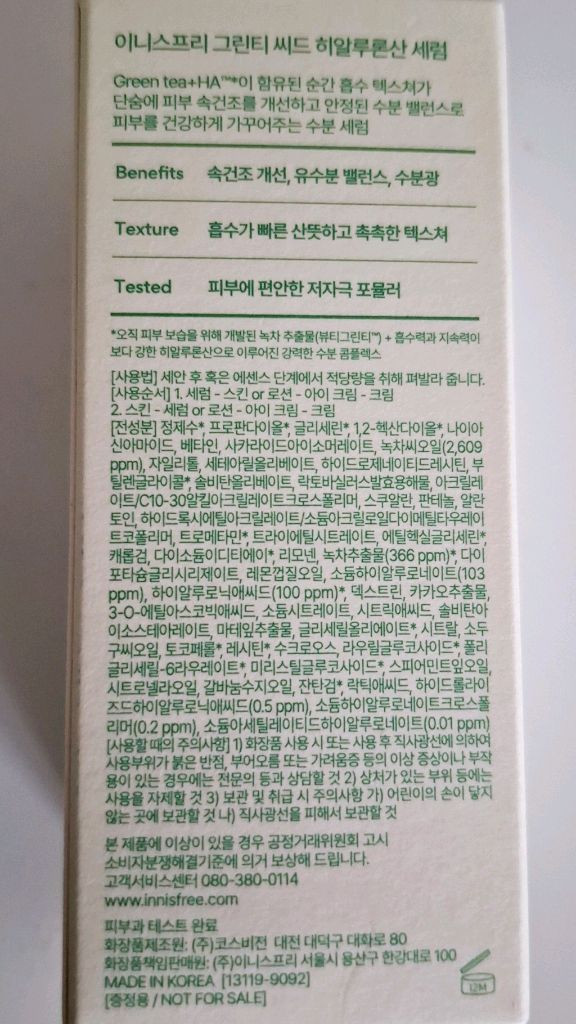 이니스프리 그린티 씨드 히알루론산 세럼
Green tea+HA™*이 함유된 순간 흡수 텍스쳐가
단숨에 피부 속건조를 개선하고 안정된 수분 밸런스로
피부를 건강하게 가꾸어주는 수분 세럼
Benefits 속건조 개선, 유수분 밸런스, 수분광
Texture 흡수가 빠른 산뜻하고 촉촉한 텍스쳐
Tested 피부에 편안한 저자극 포뮬러
*오직 피부 보습을 위해 개발된 녹차 추출물(뷰티그린티™) + 흡수력과 지속력이
보다 강한 히알루론산으로 이루어진 강력한 수분 콤플렉스
[사용법] 세안 후 혹은 에센스 단계에서 적당량을 취해 펴발라 줍니다.
[사용순서] 1. 세럼 - 스킨 or 로션 - 아이 크림 - 크림
2. 스킨 - 세럼 or 로션 - 아이 크림 - 크림
[전성분] 정제수*, 프로판다이올*, 글리세린*, 1,2-헥산다이올*, 나이아
신아마이드, 베타인, 사카라이드아이소머레이트, 녹차씨오일(2,609
ppm), 자일리톨, 세테아릴올리베이트, 하이드로제네이티드레시틴, 부
틸렌글라이콜*, 솔비탄올리베이트, 락토바실러스발효용해물, 아크릴레
이트/C10-30알킬아크릴레이트크로스폴리머, 스쿠알란, 판테놀, 알란
토인, 하이드록시에틸아크릴레이트/소듐아크릴로일다이메틸타우레이
트코폴리머, 트로메타민*, 트라이에틸시트레이트, 에틸헥실글리세린*,
캐롭검, 다이소듐이디티에이*, 리모넨, 녹차추출물(366 ppm)*, 다이
포타슘글리시리제이트, 레몬껍질오일, 소듐하이알루로네이트(103
ppm), 하이알루로닉애씨드(100 ppm)*, 덱스트린, 카카오추출물,
3-O-에틸아스코빅애씨드, 소듐시트레이트, 시트릭애씨드, 솔비탄아
이소스테아레이트, 마테잎추출물, 글리세릴올리에이트*, 시트랄, 소두
구씨오일, 토코페롤*, 레시틴*, 수크로오스, 라우릴글루코사이드*, 폴리
글리세릴-6라우레이트*, 미리스틸글루코사이드*, 스피어민트잎오일,
시트로넬라오일, 갈바눔수지오일, 잔탄검*, 락틱애씨드, 하이드롤라이
즈드하이알루로닉애씨드(0.5 ppm), 소듐하이알루로네이트크로스폴
리머(0.2 ppm), 소듐아세틸레이티드하이알루로네이트(0.01 ppm)
[사용할 때의 주의사항] 1) 화장품 사용 시 또는 사용 후 직사광선에 의하여
사용부위가 붉은 반점, 부어오름 또는 가려움증 등의 이상 증상이나 부작
용이 있는 경우에는 전문의 등과 상담할 것 2) 상처가 있는 부위 등에는
사용을 자제할 것 3) 보관 및 취급 시 주의사항 가) 어린이의 손이 닿지
않는 곳에 보관할 것 나) 직사광선을 피해서 보관할 것
본 제품에 이상이 있을 경우 공정거래위원회 고시
소비자분쟁해결기준에 의거 보상해 드립니다.
고객서비스센터 080-380-0114
www.innisfree.com
피부과 테스트 완료
화장품제조원: (주)코스비전 대전 대덕구 대화로 80
화장품책임판매원: (주)이니스프리 서울시 용산구 한강대로 100
MADE IN KOREA [13119-9092]
[증정용 / NOT FOR SALE]
12M